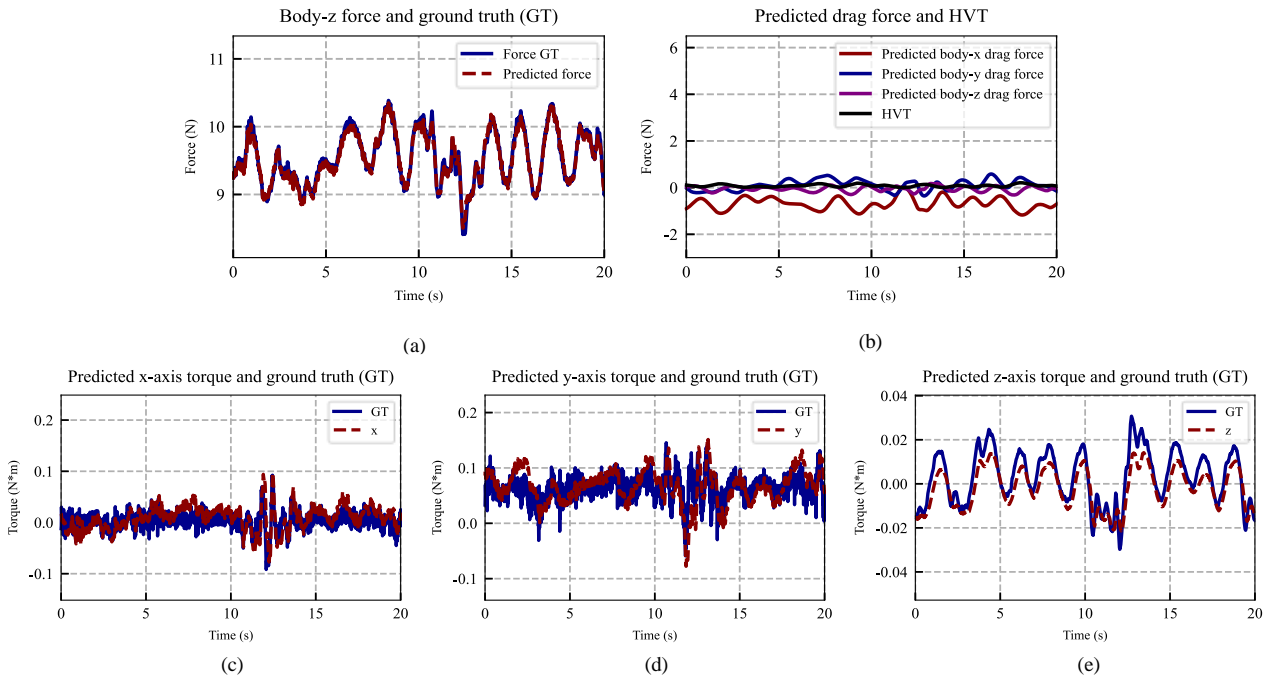 Body-z force and ground truth (GT)
Force (N)
11
10
9
Force GT
Predicted force
0 5 10 15 20
Time (s)
(a)
Predicted drag force and HVT
Force (N)
6
4
2
0
-2
Predicted body-x drag force
Predicted body-y drag force
Predicted body-z drag force
HVT
0 5 10 15 20
Time (s)
(b)
Predicted x-axis torque and ground truth (GT)
Torque (N*m)
0.2
0.1
0.0
-0.1
GT
x
0 5 10 15 20
Time (s)
(c)
Predicted y-axis torque and ground truth (GT)
Torque (N*m)
0.2
0.1
0.0
-0.1
GT
y
0 5 10 15 20
Time (s)
(d)
Predicted z-axis torque and ground truth (GT)
Torque (N*m)
0.04
0.02
0.00
-0.02
-0.04
GT
z
0 5 10 15 20
Time (s)
(e)